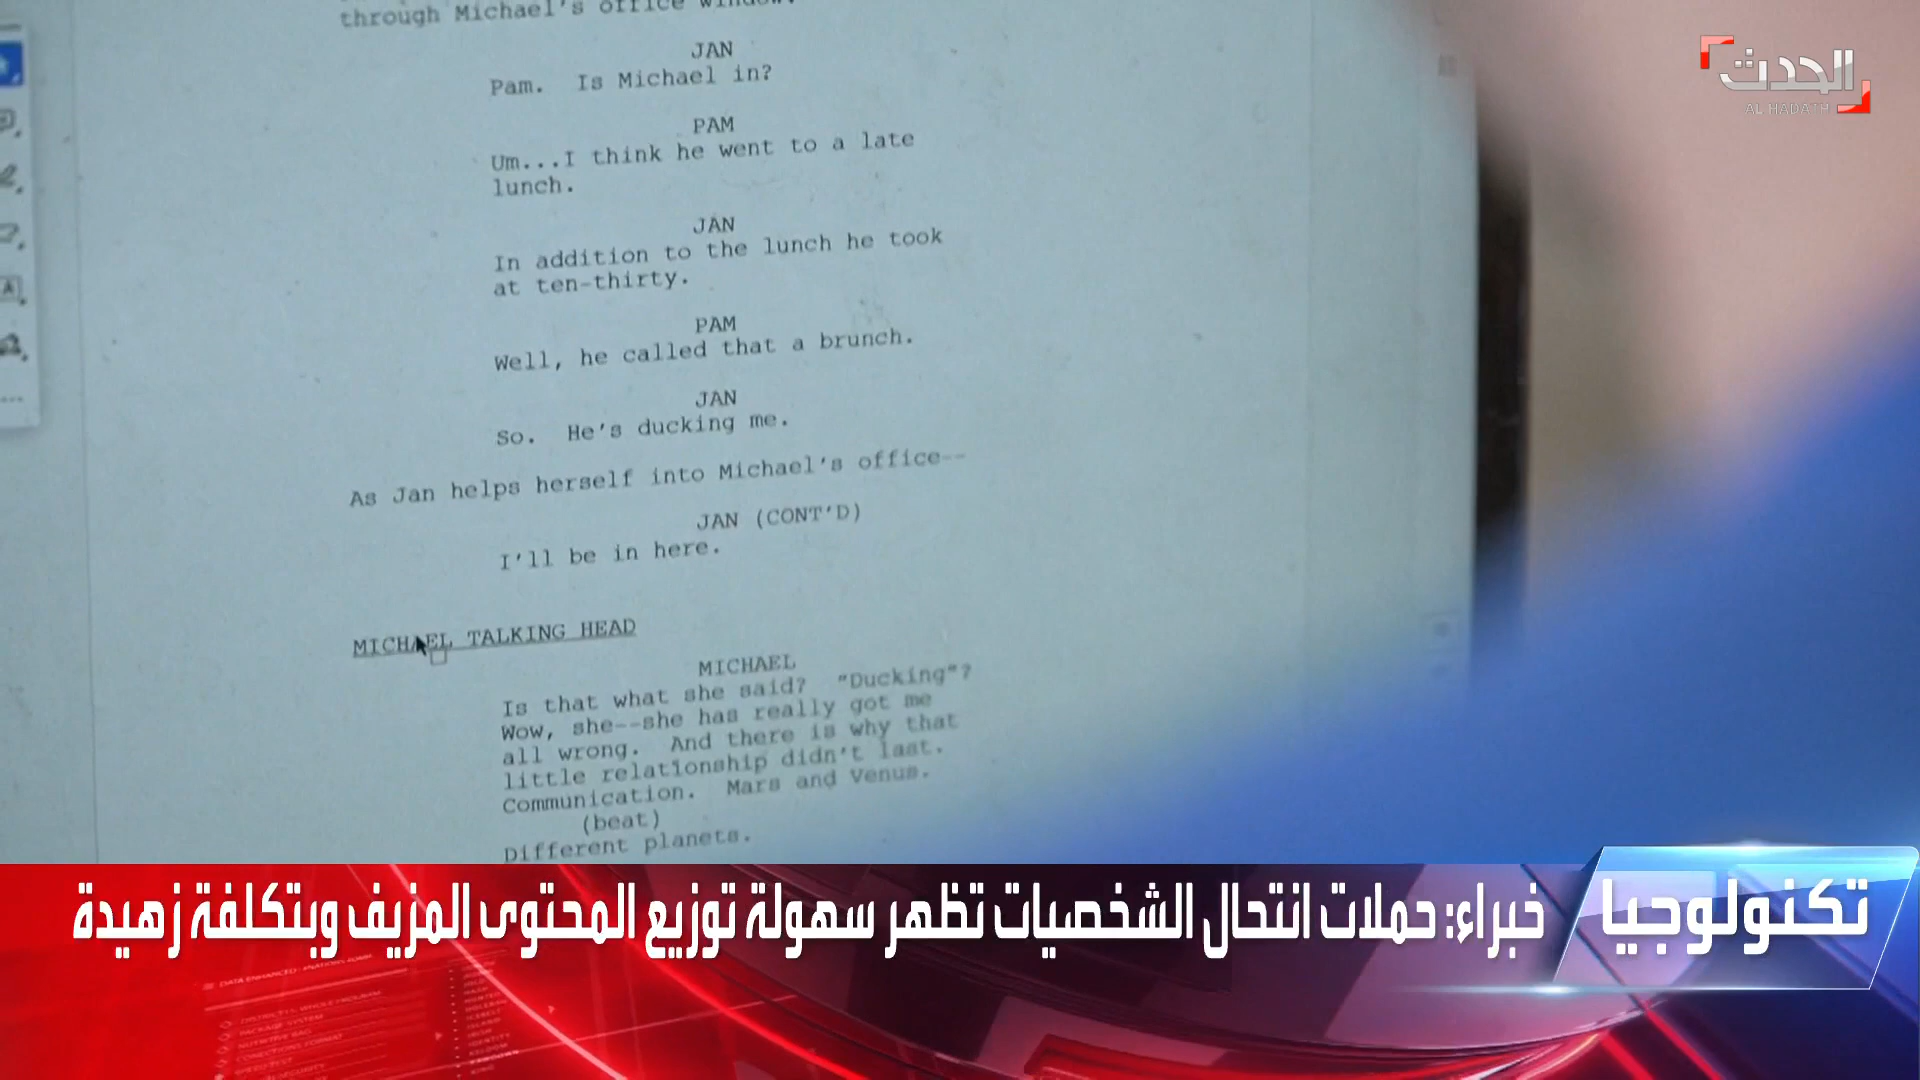 through Michael's office window.
JAN
Pam. Is Michael in?
PAM
Um...I think he went to a late
lunch.
JAN
In addition to the lunch he took
at ten-thirty.
PAM
Well, he called that a brunch.
JAN
So. He's ducking me.
As Jan helps herself into Michael's office--
JAN (CONT'D)
I'll be in here.
MICHAEL TALKING HEAD
MICHAEL
Is that what she said? "Ducking"?
Wow, she--she has really got me
all wrong. And there is why that
little relationship didn't last.
Communication. Mars and Venus.
(beat)
Different planets.
الحدث
AL HADATH
تكنولوجيا
خبراء: حملات انتحال الشخصيات تظهر سهولة توزيع المحتوى المزيف وبتكلفة زهيدة